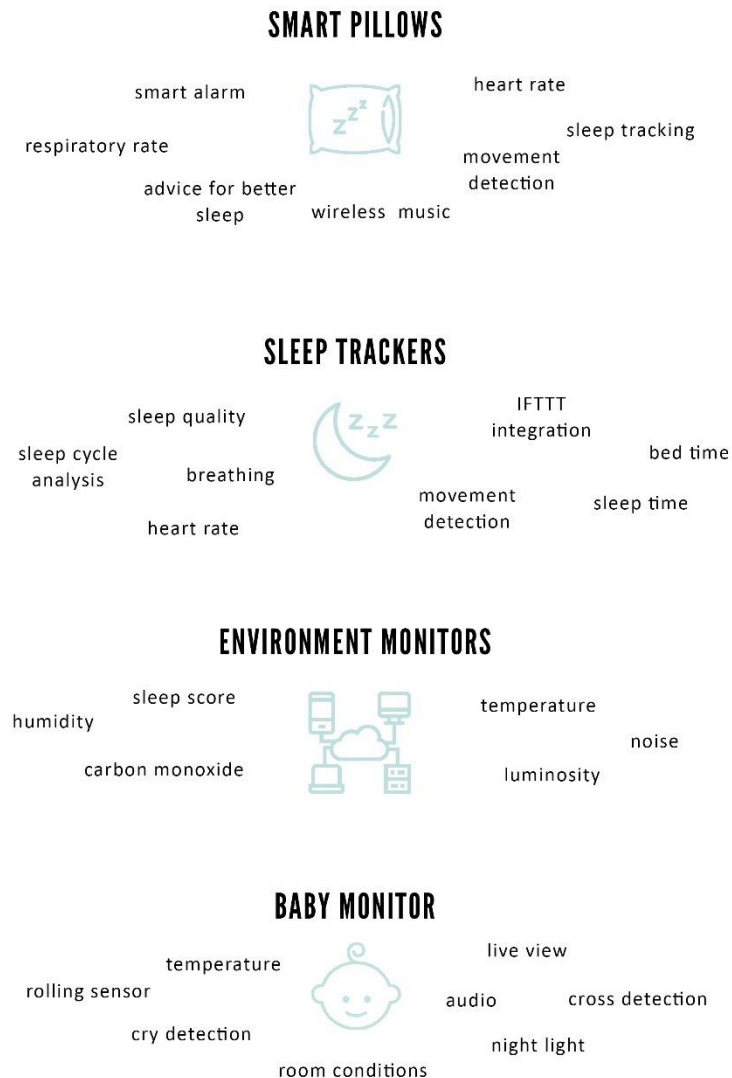 SMART PILLOWS
smart alarm
heart rate
respiratory rate
sleep tracking
movement
detection
advice for better
sleep
wireless music
zzz
SLEEP TRACKERS
sleep quality
IFTTT
integration
sleep cycle
analysis
breathing
bed time
heart rate
movement
detection
sleep time
zzz
ENVIRONMENT MONITORS
sleep score
humidity
carbon monoxide
temperature
noise
luminosity
BABY MONITOR
temperature
live view
rolling sensor
audio
cross detection
cry detection
night light
room conditions